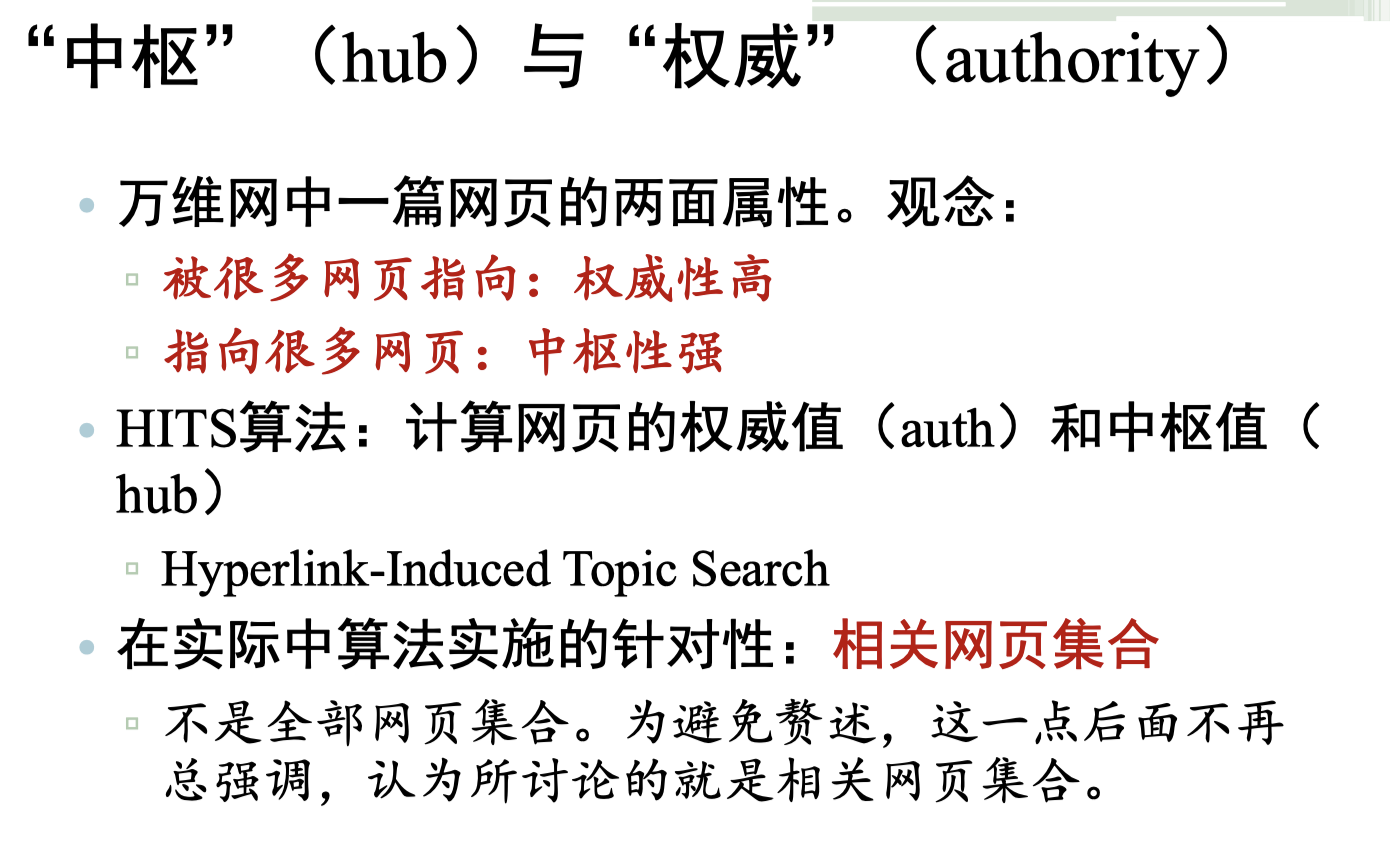 “中枢”（hub）与“权威”（authority）
万维网中一篇网页的两面属性。观念：
被很多网页指向：权威性高
指向很多网页：中枢性强
HITS算法：计算网页的权威值（auth）和中枢值（
hub）
Hyperlink-Induced Topic Search
在实际中算法实施的针对性：相关网页集合
不是全部网页集合。为避免赘述，这一点后面不再
总强调，认为所讨论的就是相关网页集合。